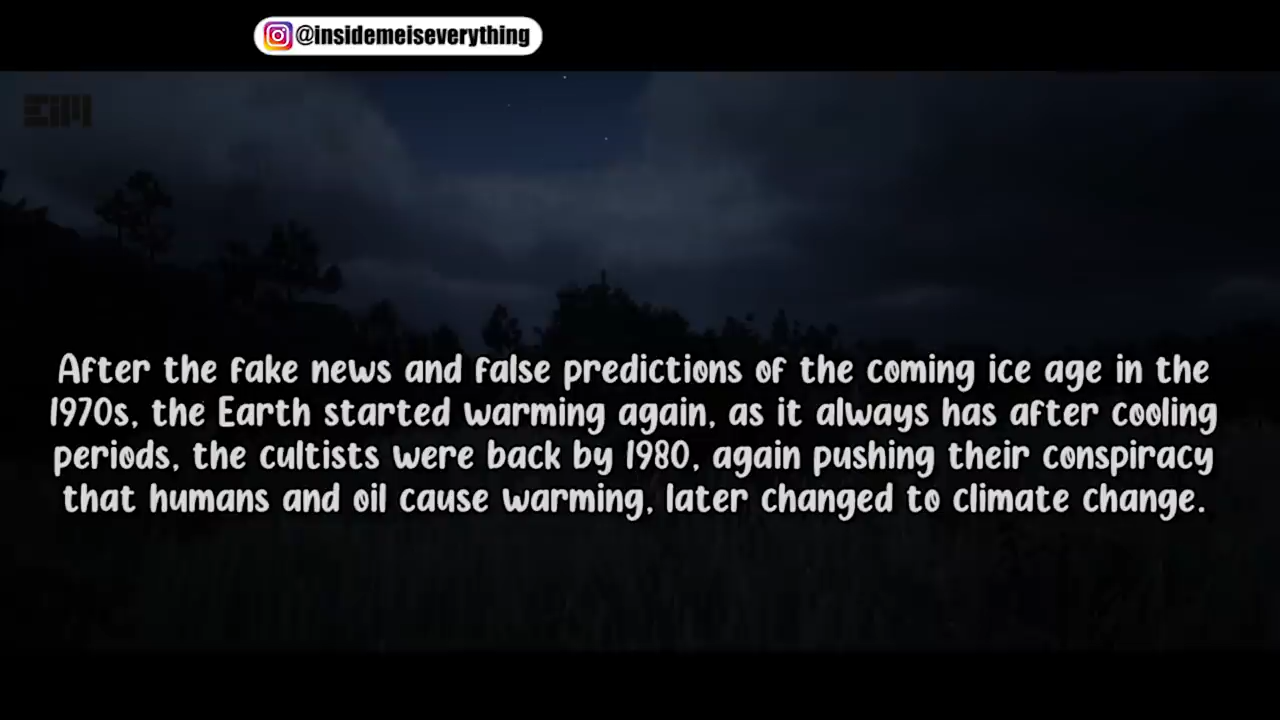 @insidemeiseverything
EiM
After the fake news and false predictions of the coming ice age in the
1970s, the Earth started warming again, as it always has after cooling
periods, the cultists were back by 1980, again pushing their conspiracy
that humans and oil cause warming, later changed to climate change.